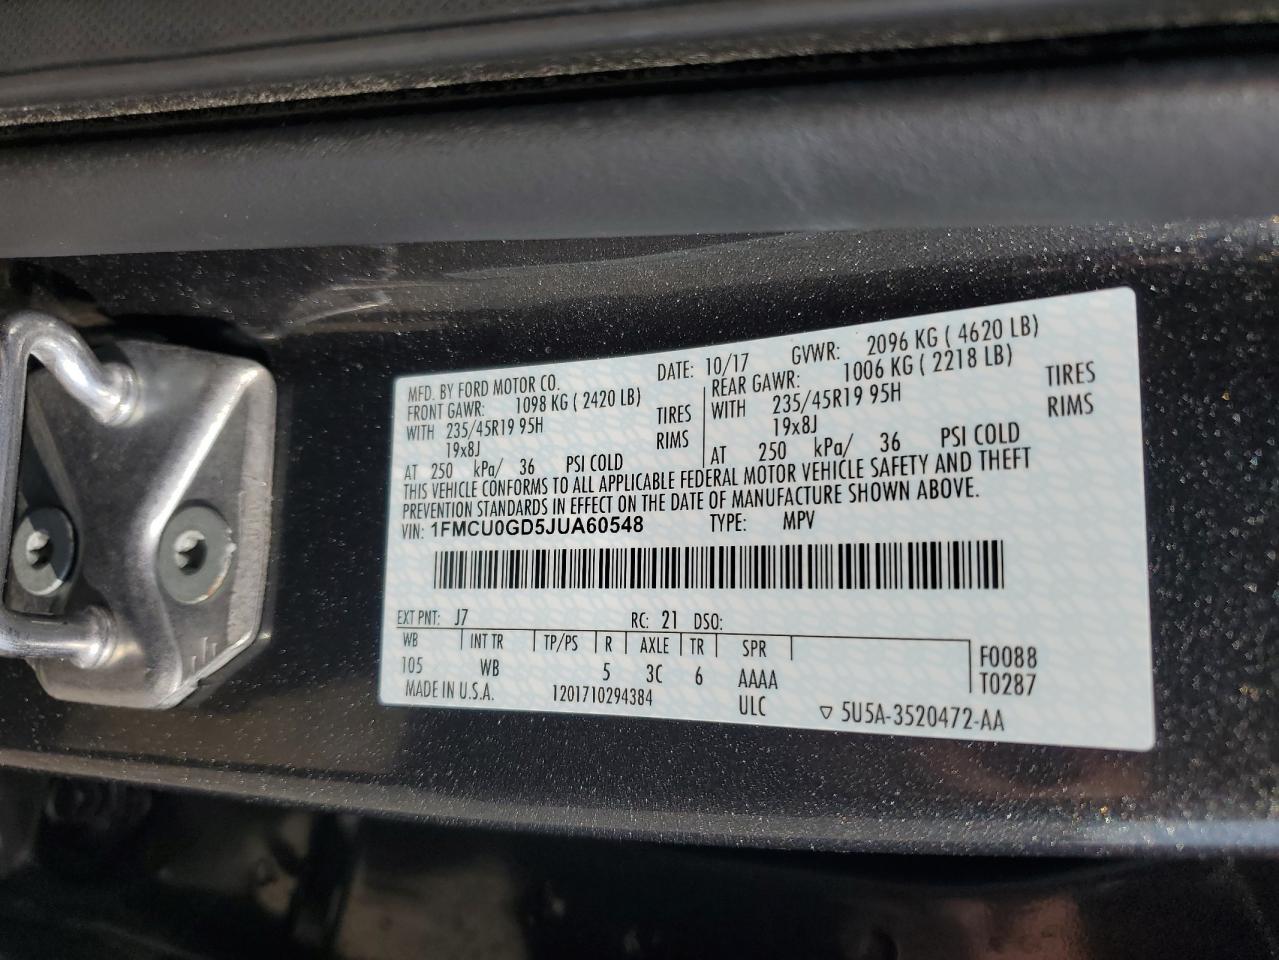 MFD. BY FORD MOTOR CO. DATE: 10/17 GVWR: 2096 KG ( 4620 LB)
FRONT GAWR: 1098 KG ( 2420 LB) REAR GAWR: 1006 KG ( 2218 LB)
WITH 235/45R19 95H TIRES WITH 235/45R19 95H TIRES
19x8J RIMS 19x8J RIMS
AT 250 kPa/ 36 PSI COLD AT 250 kPa/ 36 PSI COLD
THIS VEHICLE CONFORMS TO ALL APPLICABLE FEDERAL MOTOR VEHICLE SAFETY AND THEFT
PREVENTION STANDARDS IN EFFECT ON THE DATE OF MANUFACTURE SHOWN ABOVE.
VIN: 1FMCU0GD5JUA60548 TYPE: MPV
EXT PNT: J7 RC: 21 DSO:
WB INT TR TP/PS R AXLE TR SPR F0088
105 WB 5 3C 6 AAAA T0287
MADE IN U.S.A. 1201710294384 ULC ▽ 5U5A-3520472-AA